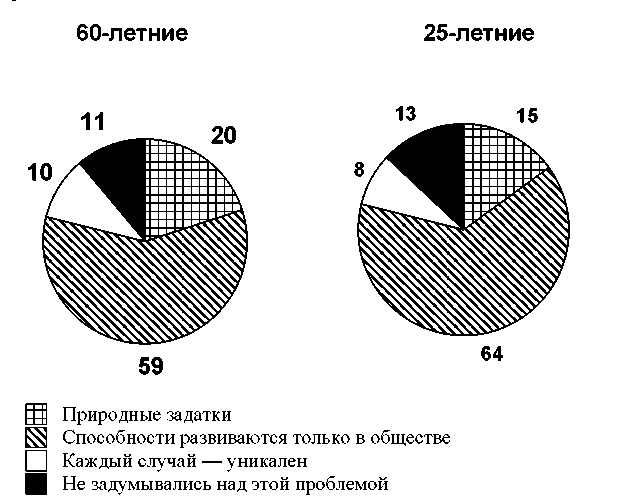 60-летние 25-летние
11 20 13 15
10 8
59 64
Природные задатки
Способности развиваются только в обществе
Каждый случай — уникален
Не задумывались над этой проблемой